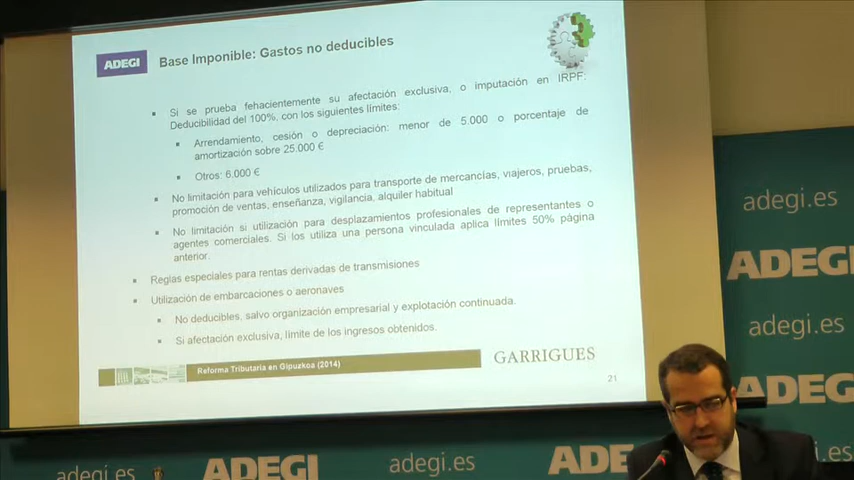 ADEGI
Base Imponible: Gastos no deducibles
Si se prueba fehacientemente su afectación exclusiva, o imputación en IRPF:
Deducibilidad del 100%, con los siguientes límites:
Arrendamiento, cesión o depreciación: menor de 5.000 o porcentaje de
amortización sobre 25.000 €
Otros: 6.000 €
No limitación para vehículos utilizados para transporte de mercancías, viajeros, pruebas,
promoción de ventas, enseñanza, vigilancia, alquiler habitual
No limitación si utilización para desplazamientos profesionales de representantes o
agentes comerciales. Si los utiliza una persona vinculada aplica límites 50% página
anterior.
Reglas especiales para rentas derivadas de transmisiones
Utilización de embarcaciones o aeronaves
No deducibles, salvo organización empresarial y explotación continuada.
Si afectación exclusiva, límite de los ingresos obtenidos.
Reforma Tributaria en Gipuzkoa (2014)
GARRIGUES
21
adegi.es
ADEGI
adegi.es
ADEGI
adegi.es
ADEGI
adegi.es
ADEGI
.es